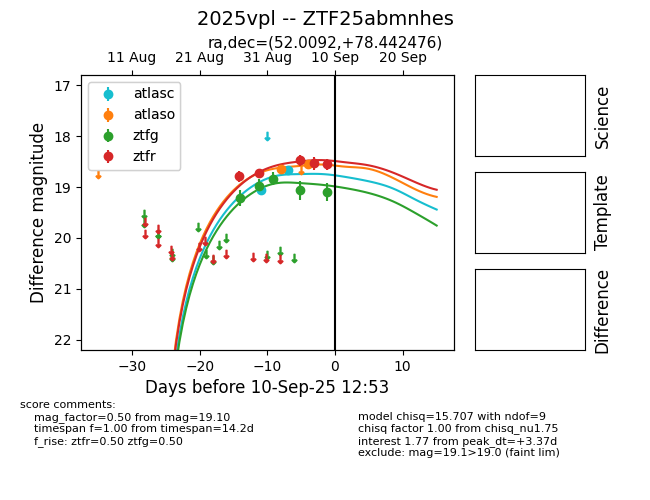 2025vpl -- ZTF25abmnhes
ra,dec=(52.0092,+78.442476)
11 Aug 21 Aug 31 Aug 10 Sep 20 Sep
17
18
19
20
21
22
Difference magnitude
atlasc
atlaso
ztfg
ztfr
−30 −20 −10 0 10
Days before 10-Sep-25 12:53
Science
Template
Difference
score comments:
mag_factor=0.50 from mag=19.10
timespan f=1.00 from timespan=14.2d
f_rise: ztfr=0.50 ztfg=0.50
model chisq=15.707 with ndof=9
chisq factor 1.00 from chisq_nu1.75
interest 1.77 from peak_dt=+3.37d
exclude: mag=19.1>19.0 (faint lim)